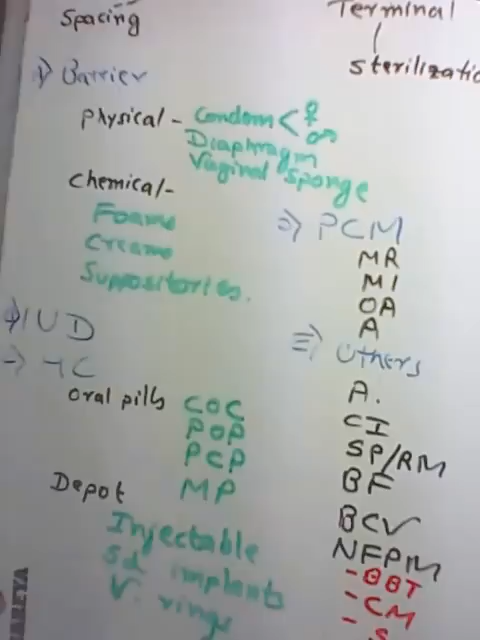 Spacing
Terminal
sterilizatio
Barrier
Physical - Condom < ♀
♂
Diaphragm
Vaginal Sponge
Chemical-
Foams
Creams
Suppositories.
⇒ PCM
MR
MI
OA
A
→ IUD
→ HC
Oral pills COC
POP
PCP
MP
Others
A.
CI
SP/RM
BF
BCV
NFPM
- BBT
- CM
- S
Depot
Injectable
Sd implants
V. rings